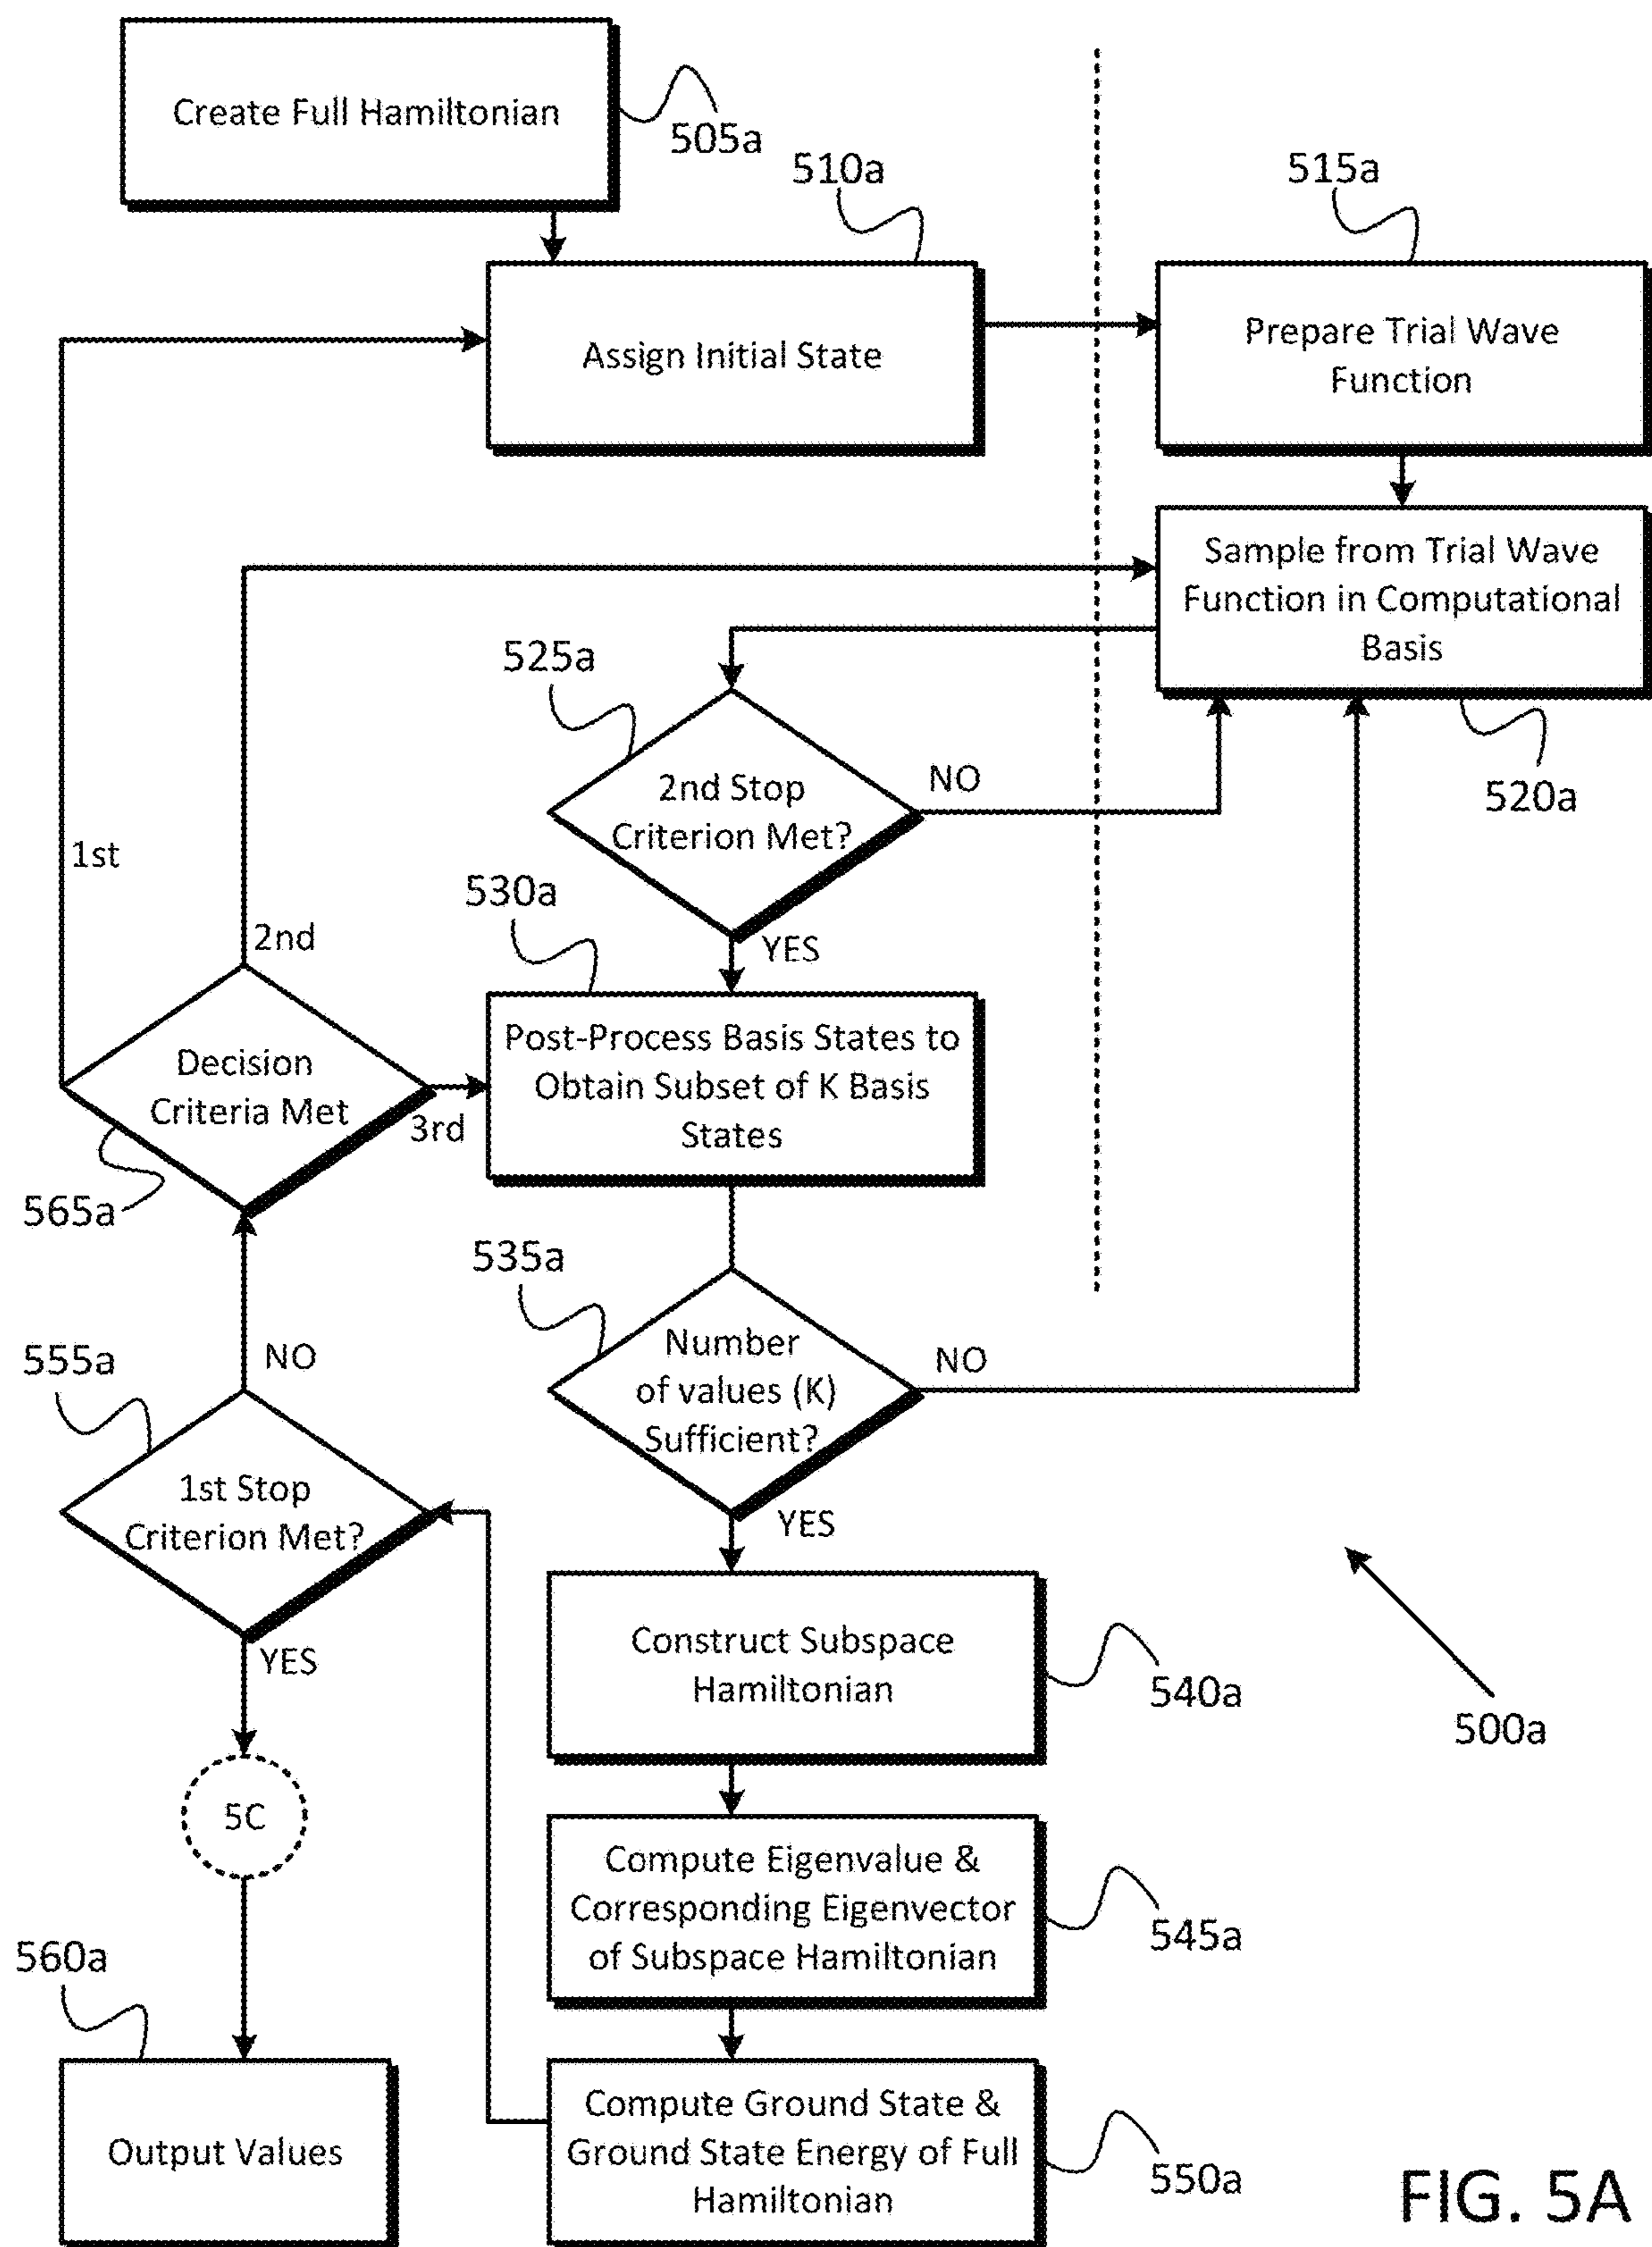 Create Full Hamiltonian
505a
510a
515a
Assign Initial State
Prepare Trial Wave
Function
Sample from Trial Wave
Function in Computational
Basis
520a
525a
2nd Stop
Criterion Met?
NO
YES
1st
2nd
3rd
530a
Post-Process Basis States to
Obtain Subset of K Basis
States
Decision
Criteria Met
565a
535a
Number
of values (K)
Sufficient?
NO
YES
555a
NO
1st Stop
Criterion Met?
YES
Construct Subspace
Hamiltonian
540a
500a
5C
Compute Eigenvalue &
Corresponding Eigenvector
of Subspace Hamiltonian
545a
560a
Output Values
Compute Ground State &
Ground State Energy of Full
Hamiltonian
550a
FIG. 5A